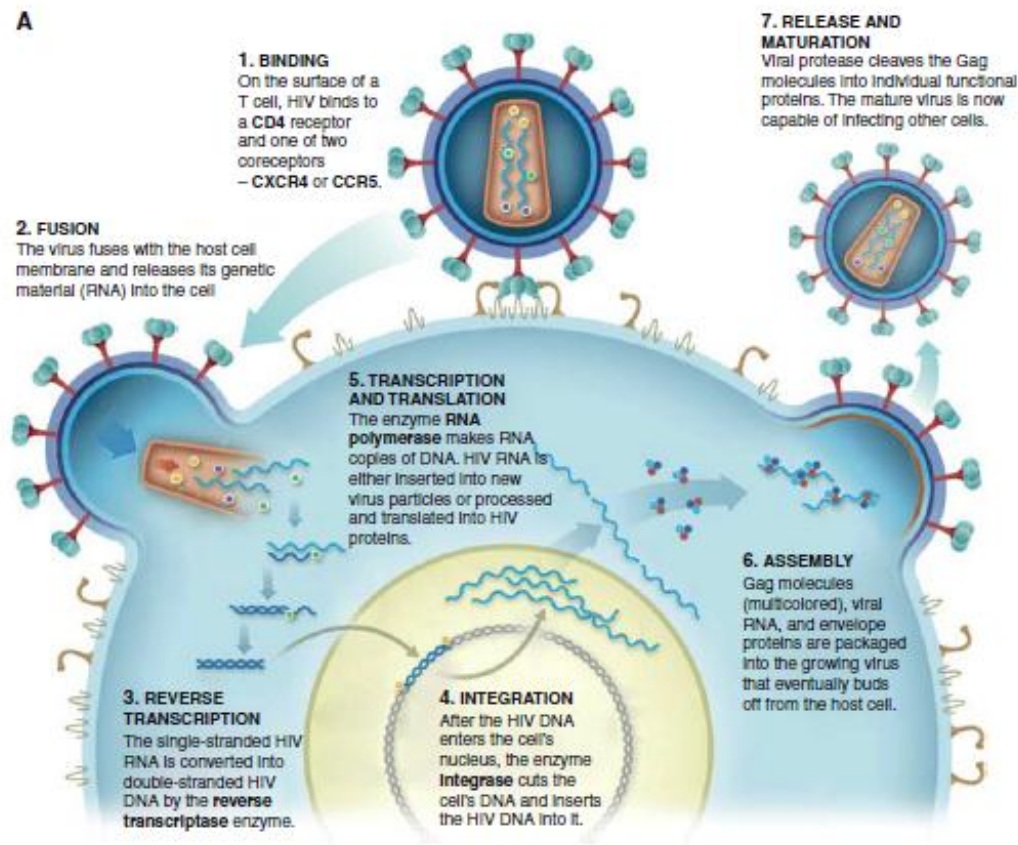 A
1. BINDING
On the surface of a
T cell, HIV binds to
a CD4 receptor
and one of two
coreceptors
– CXCR4 or CCR5.
2. FUSION
The virus fuses with the host cell
membrane and releases its genetic
material (RNA) into the cell
3. REVERSE
TRANSCRIPTION
The single-stranded HIV
RNA is converted into
double-stranded HIV
DNA by the reverse
transcriptase enzyme.
4. INTEGRATION
After the HIV DNA
enters the cell's
nucleus, the enzyme
integrase cuts the
cell's DNA and inserts
the HIV DNA into it.
5. TRANSCRIPTION
AND TRANSLATION
The enzyme RNA
polymerase makes RNA
copies of DNA. HIV RNA is
either inserted into new
virus particles or processed
and translated into HIV
proteins.
6. ASSEMBLY
Gag molecules
(multicolored), viral
RNA, and envelope
proteins are packaged
into the growing virus
that eventually buds
off from the host cell.
7. RELEASE AND
MATURATION
Viral protease cleaves the Gag
molecules into individual functional
proteins. The mature virus is now
capable of infecting other cells.